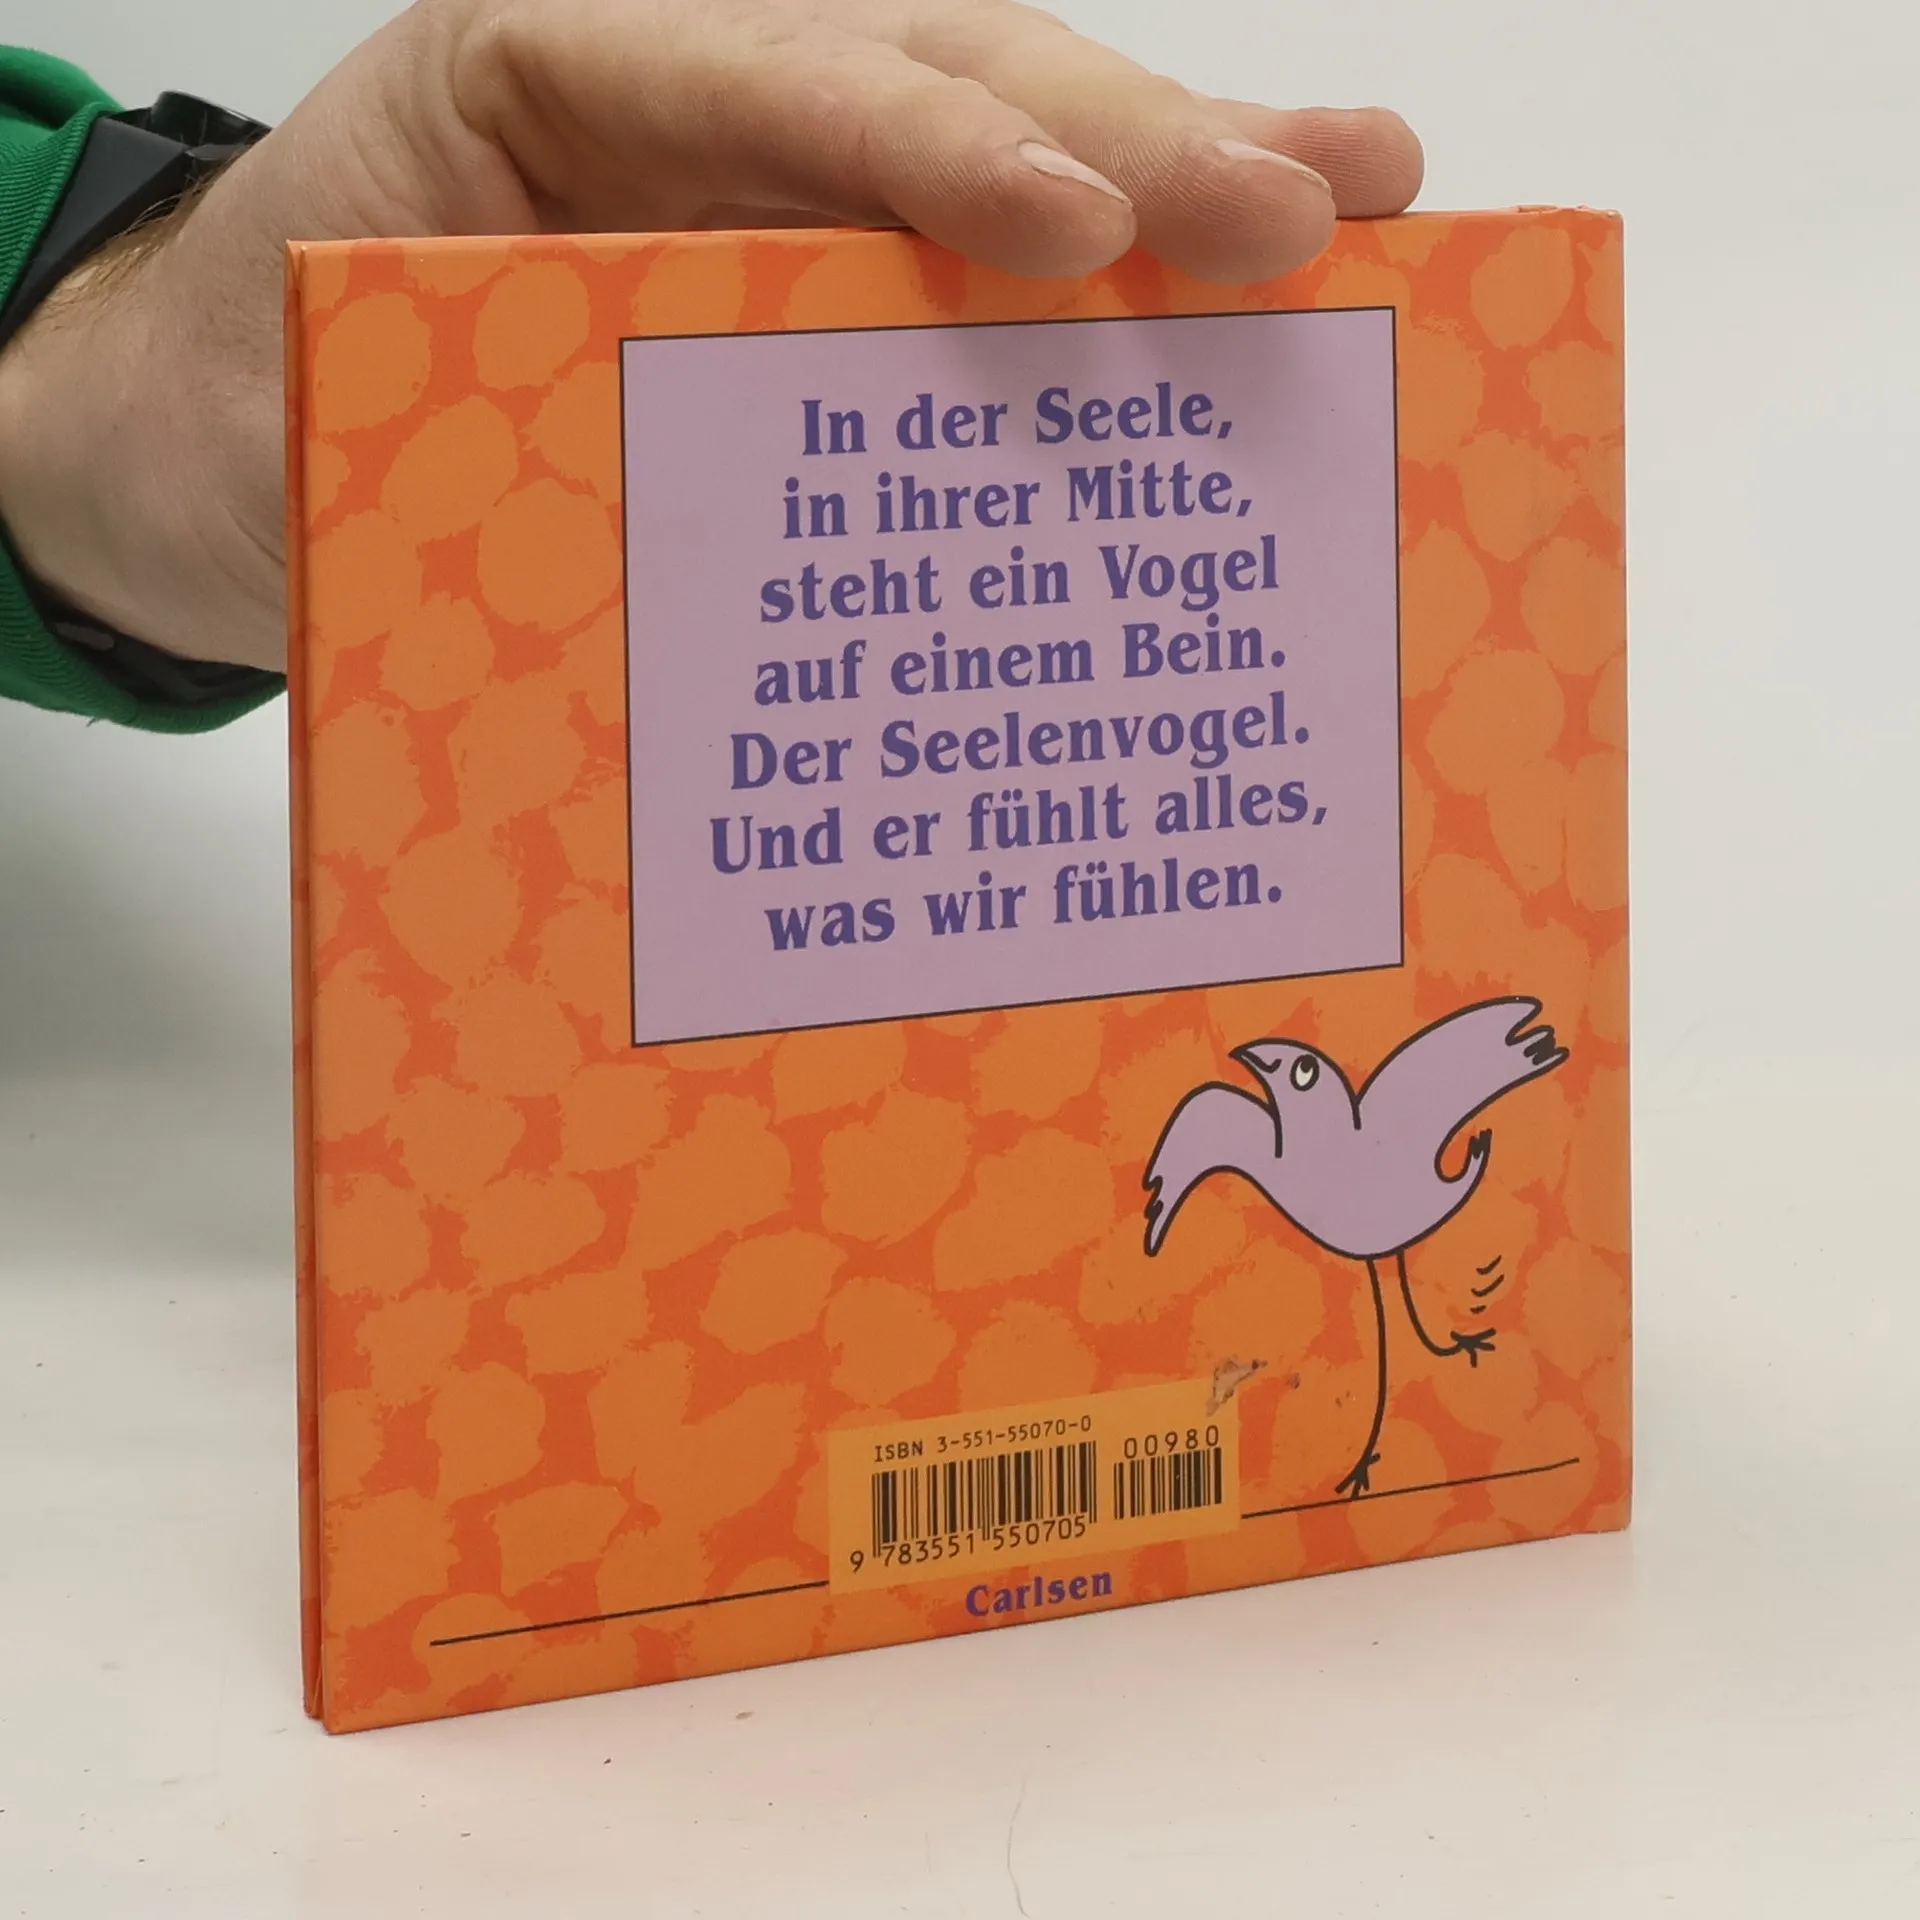 In der Seele,
in ihrer Mitte,
steht ein Vogel
auf einem Bein.
Der Seelenvogel.
Und er fühlt alles,
was wir fühlen.
ISBN 3-551-55070-0
00980
9 783551 550705
Carlsen